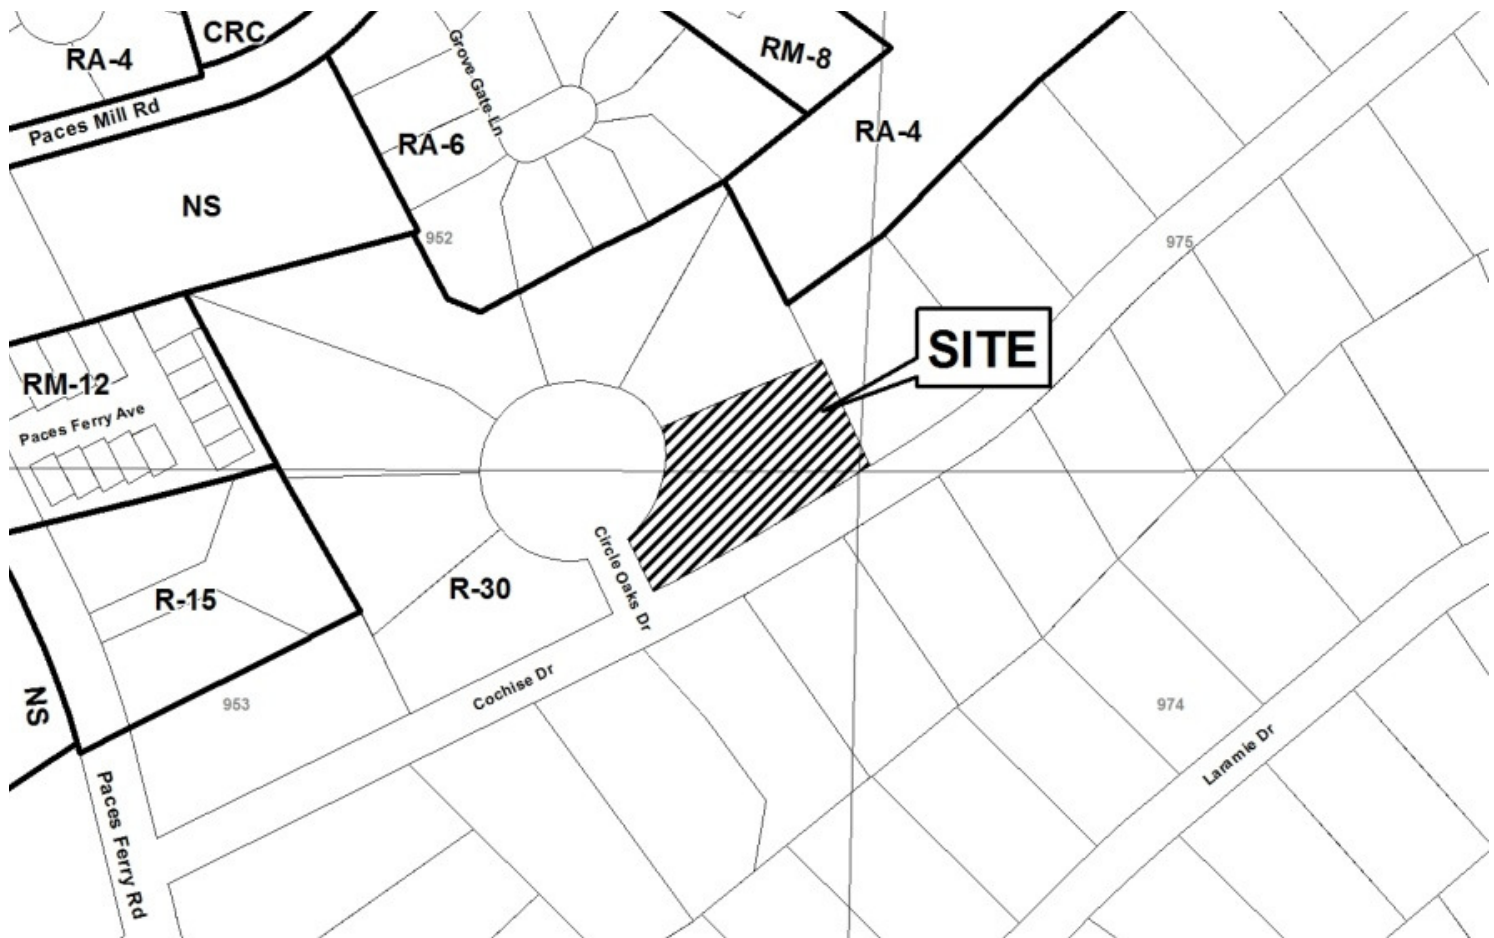 CRC
RA-4
Paces Mill Rd
Grove Gate Ln
RM-8
RA-6
RA-4
NS
952
975
SITE
RM-12
Paces Ferry Ave
Circle Oaks Dr
R-30
R-15
NS
953
Cochise Dr
974
Laramie Dr
Paces Ferry Rd